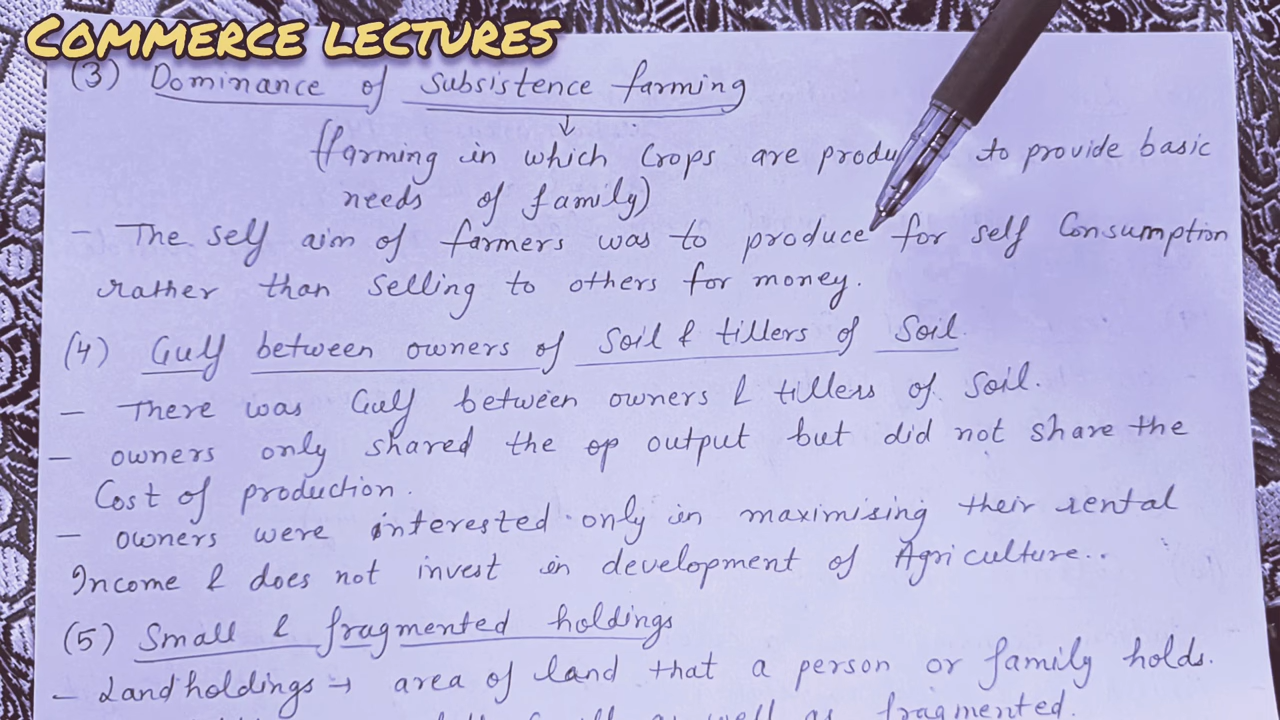 COMMERCE LECTURES
(3) Dominance of Subsistence farming
(farming in which Crops are produ to provide basic
needs of family)
- The self aim of farmers was to produce for self Consumption
rather than selling to others for money.
(4) Gulf between owners of soil & tillers of soil
- There was Gulf between owners & tillers of soil.
- owners only shared the op output but did not share the
Cost of production.
- owners were interested only in maximising their rental
Income & does not invest in development of Agriculture..
(5) Small & fragmented holdings
- Landholdings → area of land that a person or family holds.
as well as fragmented.